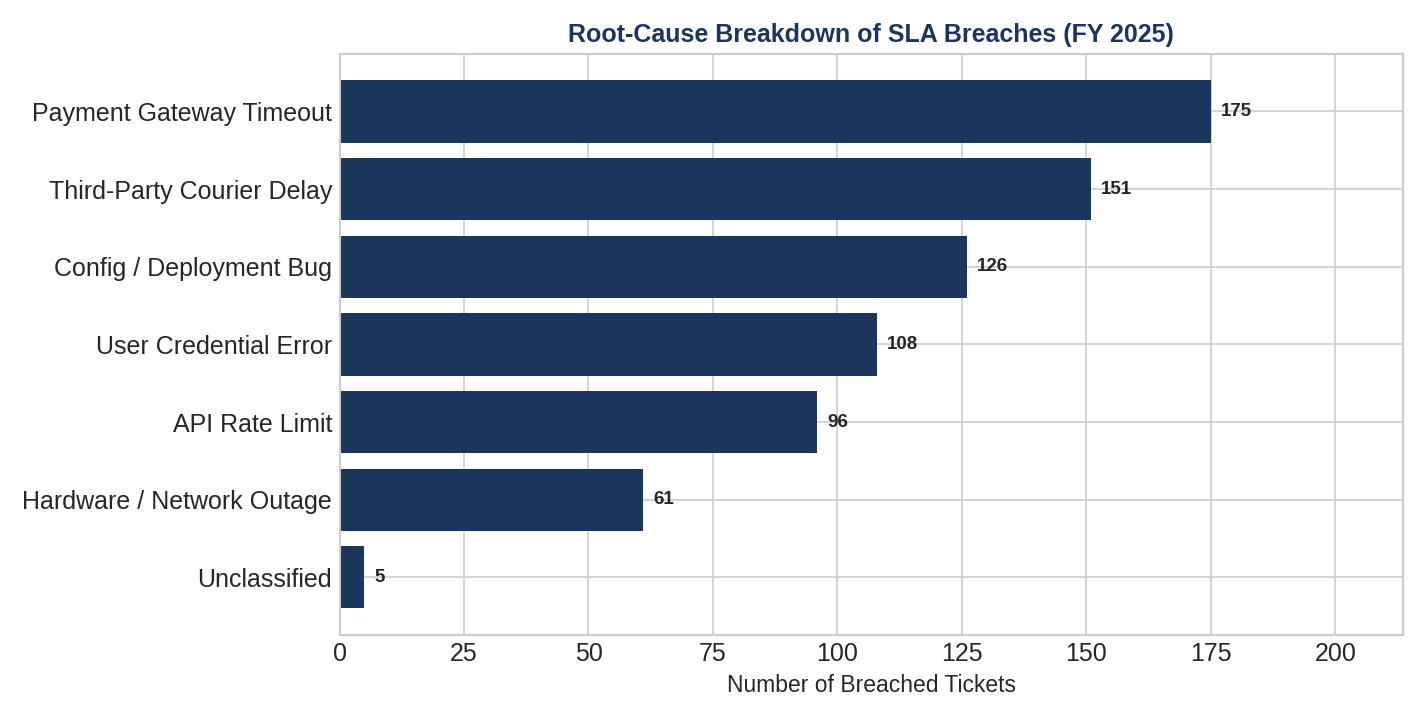 Root-Cause Breakdown of SLA Breaches (FY 2025)
Payment Gateway Timeout 175
Third-Party Courier Delay 151
Config / Deployment Bug 126
User Credential Error 108
API Rate Limit 96
Hardware / Network Outage 61
Unclassified 5
0 25 50 75 100 125 150 175 200
Number of Breached Tickets